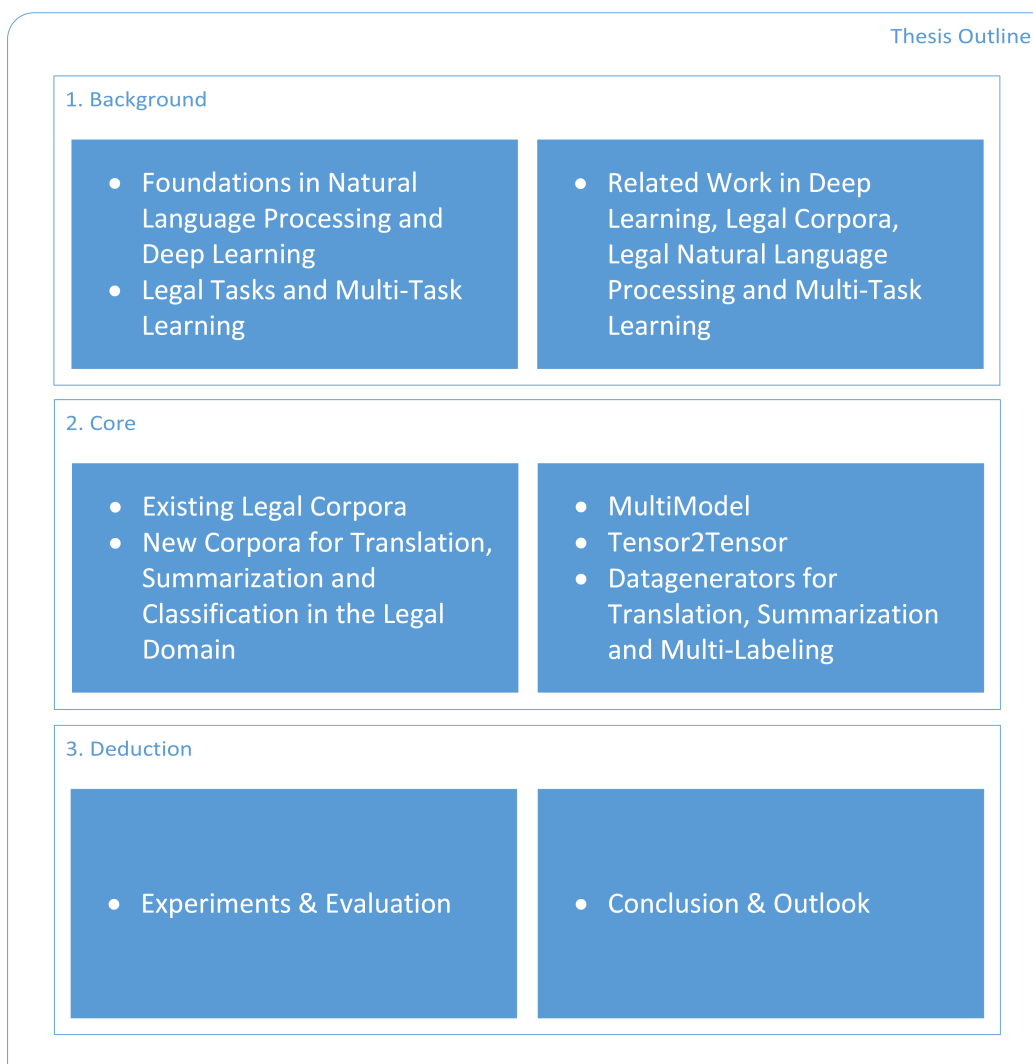 Thesis Outline
1. Background
● Foundations in Natural
Language Processing and
Deep Learning
● Legal Tasks and Multi-Task
Learning
● Related Work in Deep
Learning, Legal Corpora,
Legal Natural Language
Processing and Multi-Task
Learning
2. Core
● Existing Legal Corpora
● New Corpora for Translation,
Summarization and
Classification in the Legal
Domain
● MultiModel
● Tensor2Tensor
● Datagenerators for
Translation, Summarization
and Multi-Labeling
3. Deduction
● Experiments & Evaluation
● Conclusion & Outlook